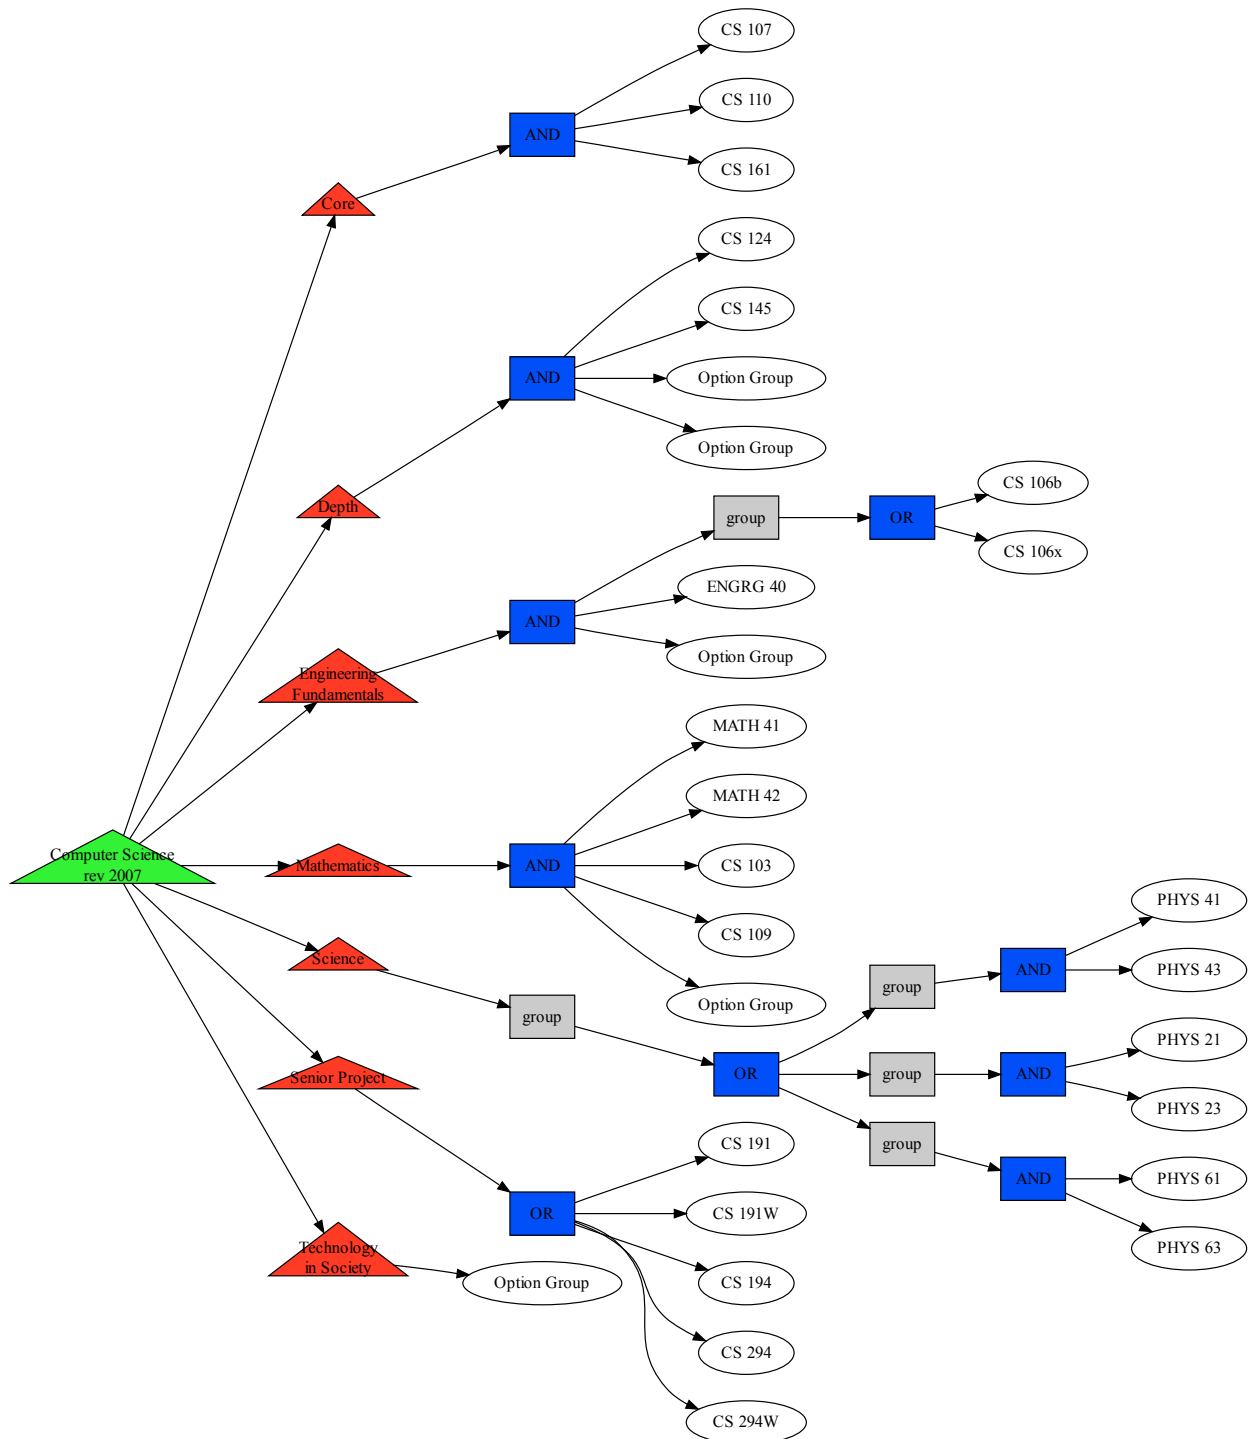 CS 107
CS 110
AND
CS 161
Core
CS 124
CS 145
AND
Option Group
Option Group
CS 106b
Depth
group
OR
CS 106x
ENGRG 40
AND
Option Group
Engineering
Fundamentals
MATH 41
MATH 42
Computer Science
rev 2007
Mathematics
AND
CS 103
CS 109
PHYS 41
Science
group
AND
PHYS 43
Option Group
group
PHYS 21
Senior Project
OR
group
AND
PHYS 23
CS 191
group
PHYS 61
AND
OR
CS 191W
PHYS 63
Technology
in Society
Option Group
CS 194
CS 294
CS 294W